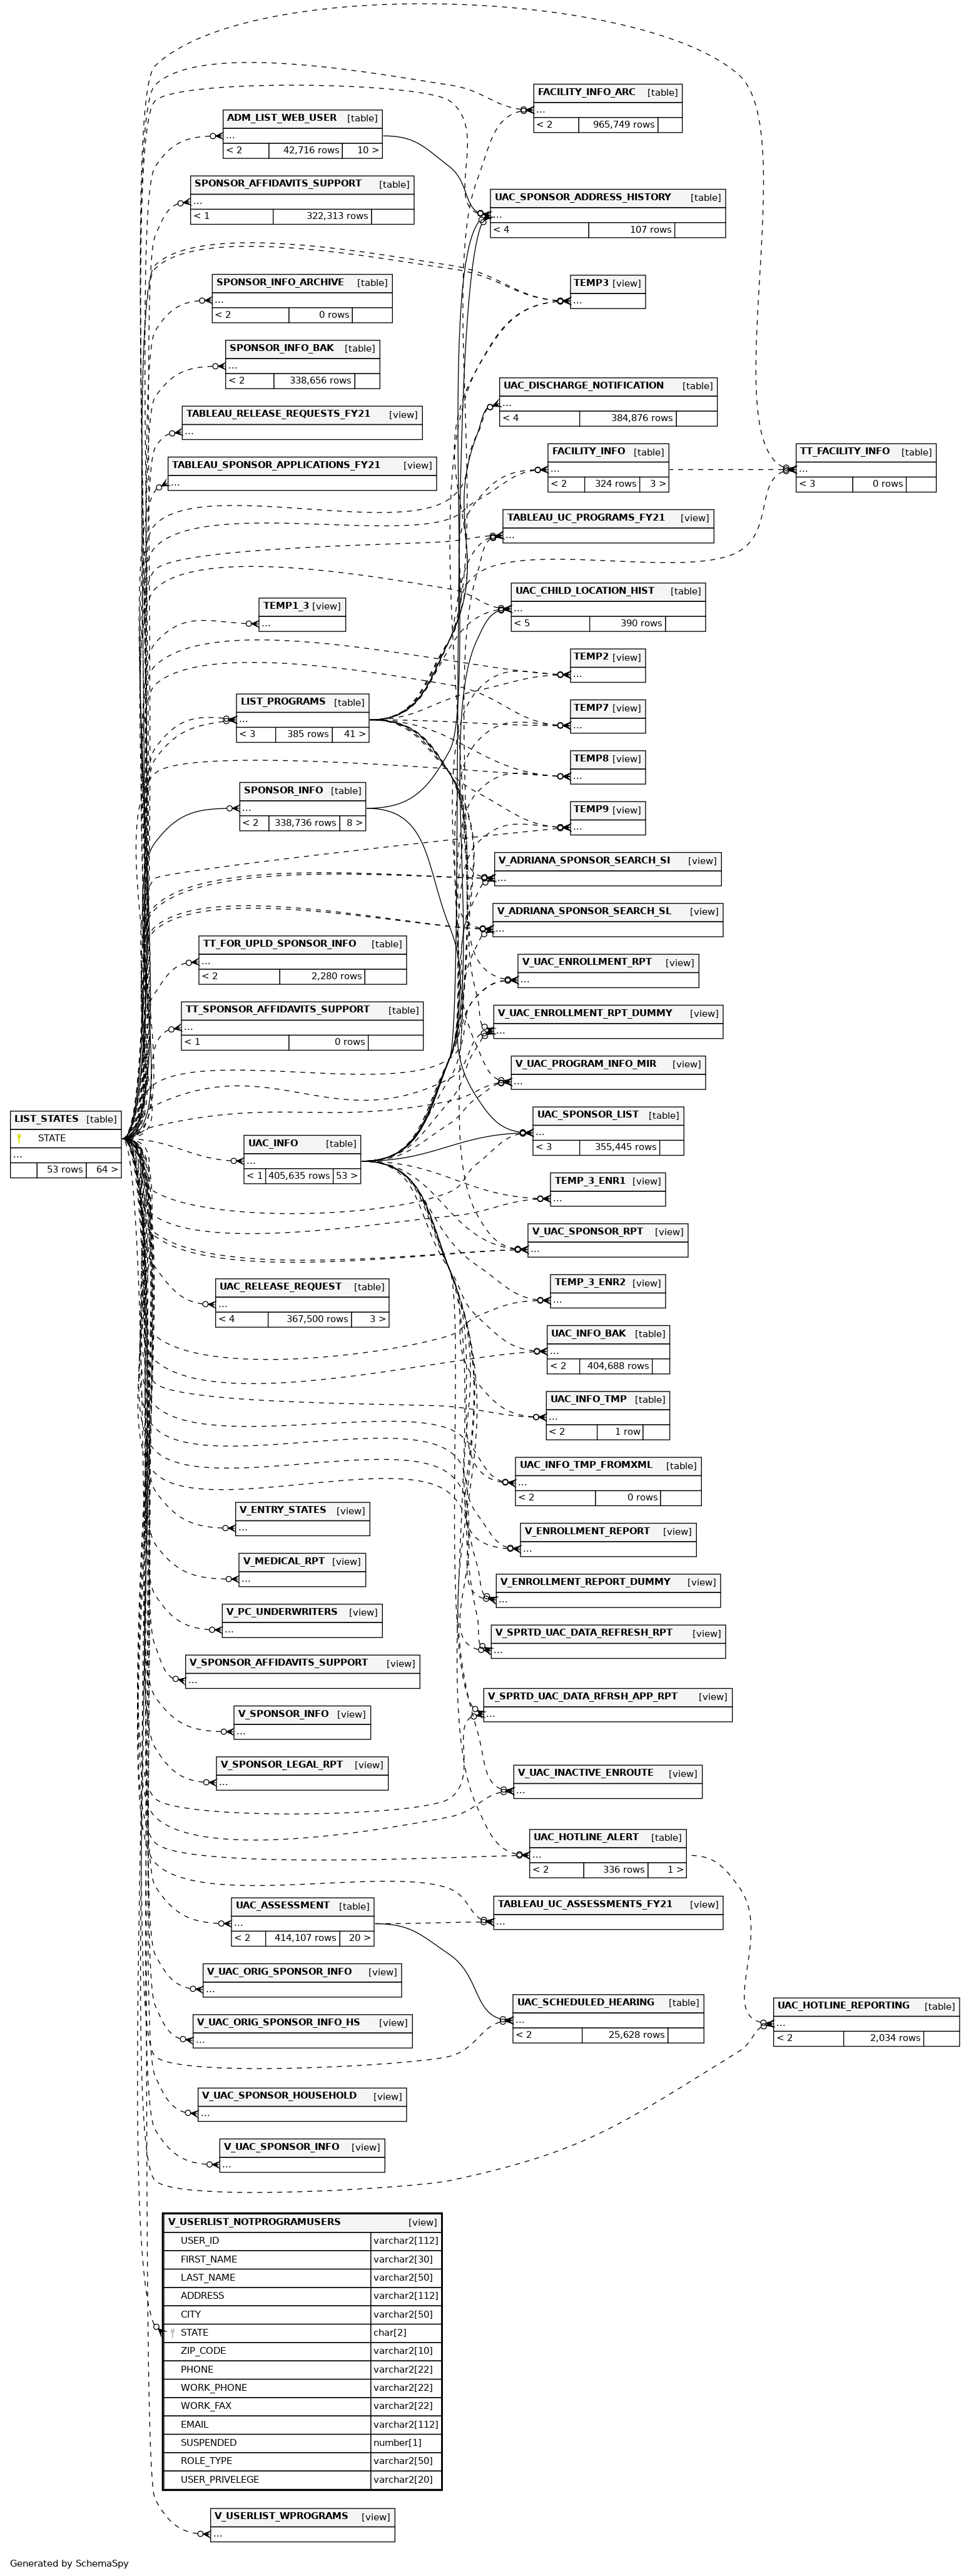 FACILITY_INFO_ARC [table]
...
< 2 965,749 rows
ADM_LIST_WEB_USER [table]
...
< 2 42,716 rows 10 >
SPONSOR_AFFIDAVITS_SUPPORT [table]
...
< 1 322,313 rows
UAC_SPONSOR_ADDRESS_HISTORY [table]
...
< 4 107 rows
SPONSOR_INFO_ARCHIVE [table]
...
< 2 0 rows
TEMP3 [view]
...
SPONSOR_INFO_BAK [table]
...
< 2 338,656 rows
UAC_DISCHARGE_NOTIFICATION [table]
...
< 4 384,876 rows
TABLEAU_RELEASE_REQUESTS_FY21 [view]
...
FACILITY_INFO [table]
...
< 2 324 rows 3 >
TT_FACILITY_INFO [table]
...
< 3 0 rows
TABLEAU_SPONSOR_APPLICATIONS_FY21 [view]
...
TABLEAU_UC_PROGRAMS_FY21 [view]
...
UAC_CHILD_LOCATION_HIST [table]
...
< 5 390 rows
TEMP1_3 [view]
...
TEMP2 [view]
...
LIST_PROGRAMS [table]
...
< 3 385 rows 41 >
TEMP7 [view]
...
TEMP8 [view]
...
SPONSOR_INFO [table]
...
< 2 338,736 rows 8 >
TEMP9 [view]
...
V_ADRIANA_SPONSOR_SEARCH_SI [view]
...
V_ADRIANA_SPONSOR_SEARCH_SL [view]
...
TT_FOR_UPLD_SPONSOR_INFO [table]
...
< 2 2,280 rows
V_UAC_ENROLLMENT_RPT [view]
...
TT_SPONSOR_AFFIDAVITS_SUPPORT [table]
...
< 1 0 rows
V_UAC_ENROLLMENT_RPT_DUMMY [view]
...
V_UAC_PROGRAM_INFO_MIR [view]
...
LIST_STATES [table]
STATE
...
53 rows 64 >
UAC_SPONSOR_LIST [table]
...
< 3 355,445 rows
UAC_INFO [table]
...
< 1 405,635 rows 53 >
TEMP_3_ENR1 [view]
...
V_UAC_SPONSOR_RPT [view]
...
UAC_RELEASE_REQUEST [table]
...
< 4 367,500 rows 3 >
TEMP_3_ENR2 [view]
...
UAC_INFO_BAK [table]
...
< 2 404,688 rows
UAC_INFO_TMP [table]
...
< 2 1 row
UAC_INFO_TMP_FROMXML [table]
...
< 2 0 rows
V_ENTRY_STATES [view]
...
V_ENROLLMENT_REPORT [view]
...
V_MEDICAL_RPT [view]
...
V_ENROLLMENT_REPORT_DUMMY [view]
...
V_PC_UNDERWRITERS [view]
...
V_SPRTD_UAC_DATA_REFRESH_RPT [view]
...
V_SPONSOR_AFFIDAVITS_SUPPORT [view]
...
V_SPRTD_UAC_DATA_RFRSH_APP_RPT [view]
...
V_SPONSOR_INFO [view]
...
V_SPONSOR_LEGAL_RPT [view]
...
V_UAC_INACTIVE_ENROUTE [view]
...
UAC_HOTLINE_ALERT [table]
...
< 2 336 rows 1 >
UAC_ASSESSMENT [table]
...
< 2 414,107 rows 20 >
TABLEAU_UC_ASSESSMENTS_FY21 [view]
...
V_UAC_ORIG_SPONSOR_INFO [view]
...
UAC_SCHEDULED_HEARING [table]
...
< 2 25,628 rows
UAC_HOTLINE_REPORTING [table]
...
< 2 2,034 rows
V_UAC_ORIG_SPONSOR_INFO_HS [view]
...
V_UAC_SPONSOR_HOUSEHOLD [view]
...
V_UAC_SPONSOR_INFO [view]
...
V_USERLIST_NOTPROGRAMUSERS [view]
USER_ID varchar2[112]
FIRST_NAME varchar2[30]
LAST_NAME varchar2[50]
ADDRESS varchar2[112]
CITY varchar2[50]
STATE char[2]
ZIP_CODE varchar2[10]
PHONE varchar2[22]
WORK_PHONE varchar2[22]
WORK_FAX varchar2[22]
EMAIL varchar2[112]
SUSPENDED number[1]
ROLE_TYPE varchar2[50]
USER_PRIVELEGE varchar2[20]
V_USERLIST_WPROGRAMS [view]
...
Generated by SchemaSpy